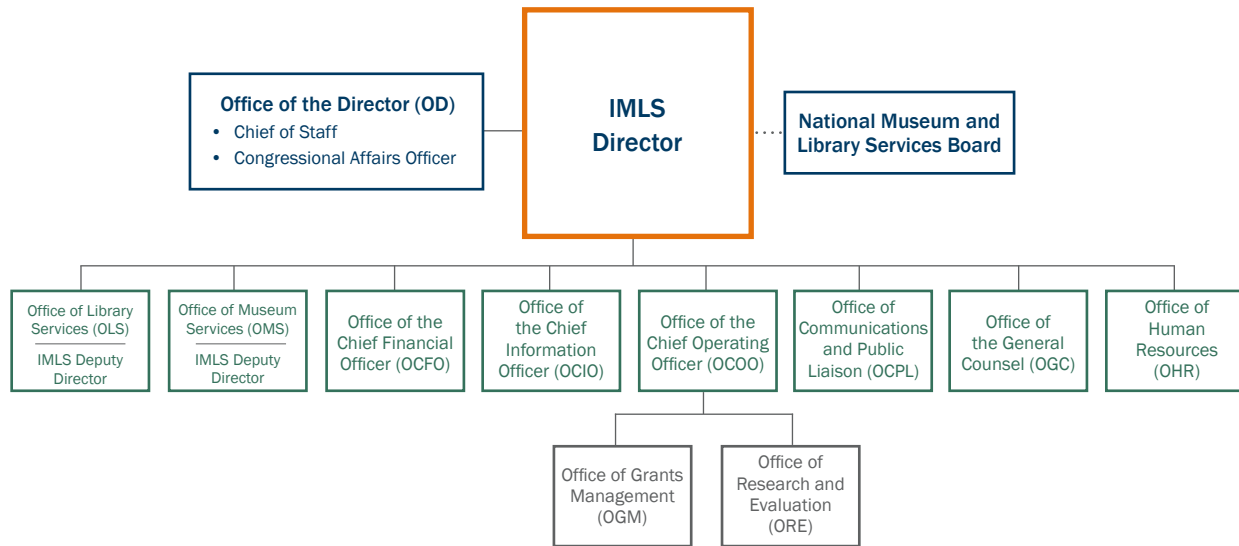 Office of the Director (OD)
• Chief of Staff
• Congressional Affairs Officer
IMLS
Director
National Museum and
Library Services Board
Office of Library
Services (OLS)
IMLS Deputy
Director
Office of Museum
Services (OMS)
IMLS Deputy
Director
Office of the
Chief Financial
Officer (OCFO)
Office of
the Chief
Information
Officer (OCIO)
Office of the
Chief Operating
Officer (OCOO)
Office of
Communications
and Public
Liaison (OCPL)
Office of
the General
Counsel (OGC)
Office of
Human
Resources
(OHR)
Office of Grants
Management
(OGM)
Office of
Research and
Evaluation
(ORE)